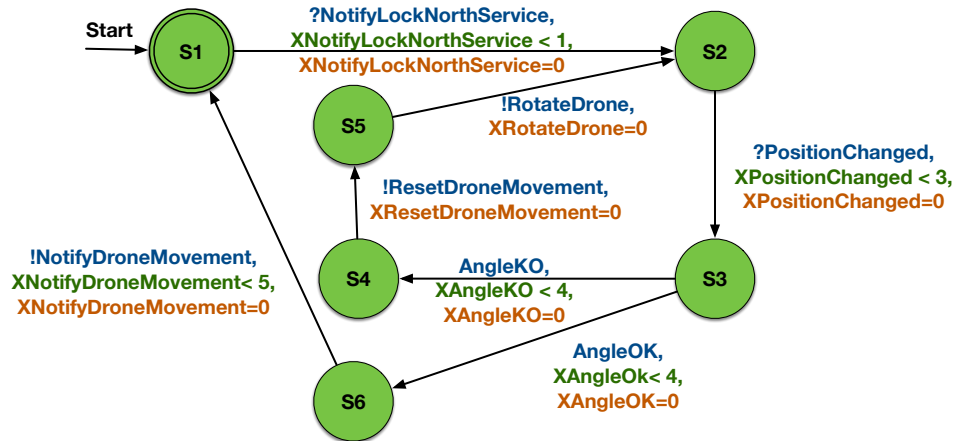 Start
S1
?NotifyLockNorthService,
XNotifyLockNorthService < 1,
XNotifyLockNorthService=0
S2
S5
!RotateDrone,
XRotateDrone=0
?PositionChanged,
XPositionChanged < 3,
XPositionChanged=0
!ResetDroneMovement,
XResetDroneMovement=0
!NotifyDroneMovement,
XNotifyDroneMovement< 5,
XNotifyDroneMovement=0
S4
AngleKO,
XAngleKO < 4,
XAngleKO=0
S3
AngleOK,
XAngleOk< 4,
XAngleOK=0
S6